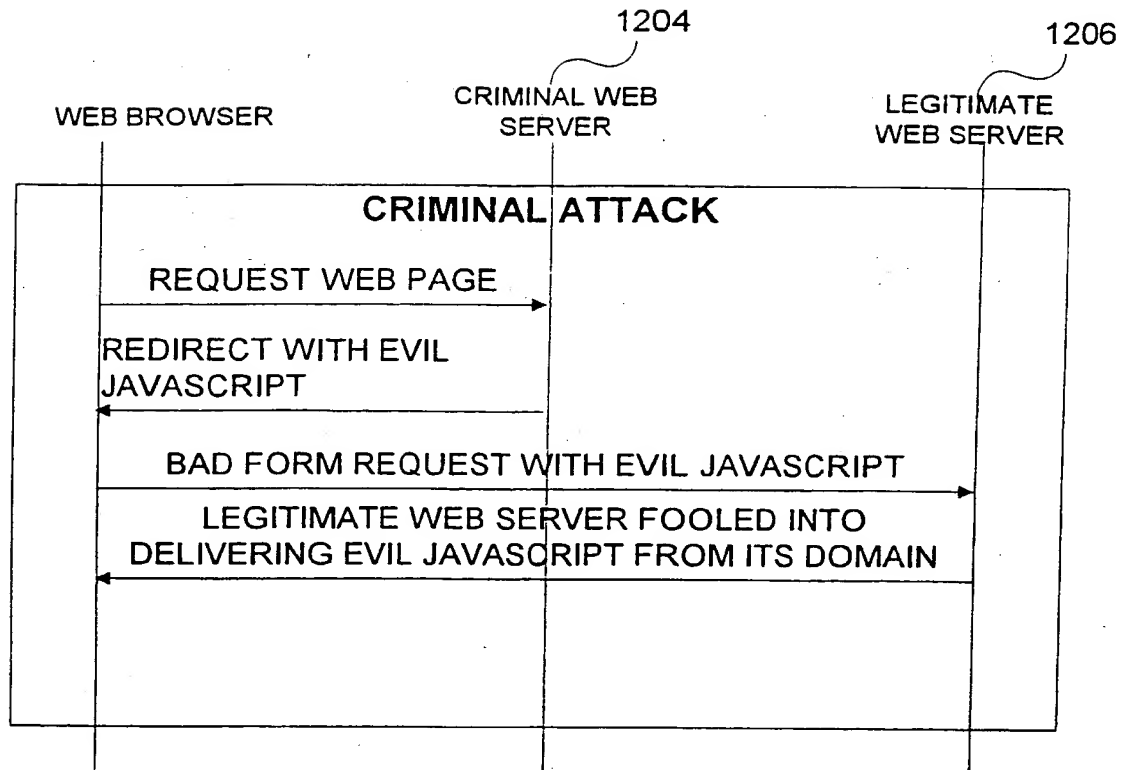 1204
1206
WEB BROWSER
CRIMINAL WEB
SERVER
LEGITIMATE
WEB SERVER
CRIMINAL ATTACK
REQUEST WEB PAGE
REDIRECT WITH EVIL
JAVASCRIPT
BAD FORM REQUEST WITH EVIL JAVASCRIPT
LEGITIMATE WEB SERVER FOOLED INTO
DELIVERING EVIL JAVASCRIPT FROM ITS DOMAIN